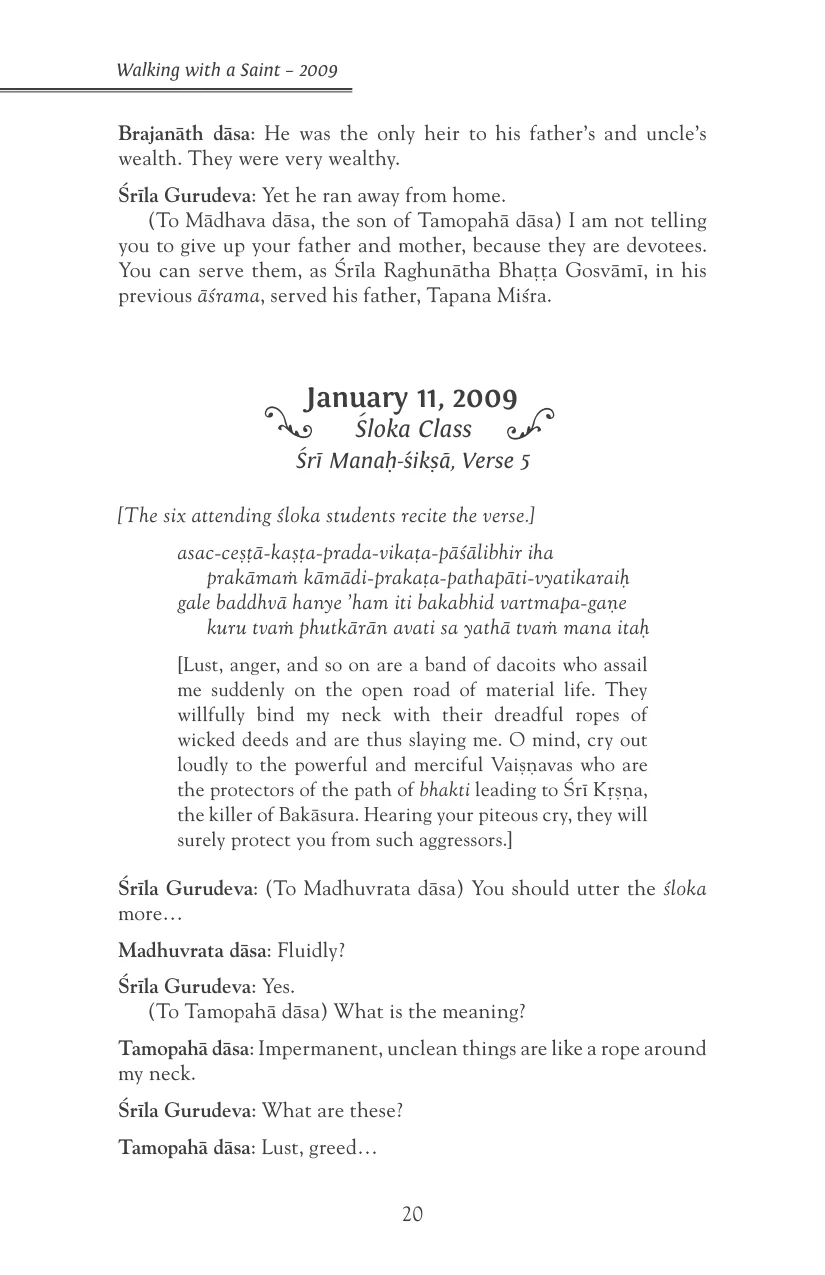 Walking with a Saint – 2009
Brajanāth dāsa: He was the only heir to his father’s and uncle’s
wealth. They were very wealthy.
Śrīla Gurudeva: Yet he ran away from home.
(To Mādhava dāsa, the son of Tamopahā dāsa) I am not telling
you to give up your father and mother, because they are devotees.
You can serve them, as Śrīla Raghunātha Bhaṭṭa Gosvāmī, in his
previous āśrama, served his father, Tapana Miśra.
January 11, 2009
Śloka Class
Śrī Manaḥ-śikṣā, Verse 5
[The six attending śloka students recite the verse.]
asac-ceṣṭā-kaṣṭa-prada-vikaṭa-pāśālibhir iha
prakāmaṁ kāmādi-prakaṭa-pathapāti-vyatikaraiḥ
gale baddhvā hanye ’ham iti bakabhid vartmapa-gaṇe
kuru tvaṁ phutkārān avati sa yathā tvaṁ mana itaḥ
[Lust, anger, and so on are a band of dacoits who assail
me suddenly on the open road of material life. They
willfully bind my neck with their dreadful ropes of
wicked deeds and are thus slaying me. O mind, cry out
loudly to the powerful and merciful Vaiṣṇavas who are
the protectors of the path of bhakti leading to Śrī Kṛṣṇa,
the killer of Bakāsura. Hearing your piteous cry, they will
surely protect you from such aggressors.]
Śrīla Gurudeva: (To Madhuvrata dāsa) You should utter the śloka
more…
Madhuvrata dāsa: Fluidly?
Śrīla Gurudeva: Yes.
(To Tamopahā dāsa) What is the meaning?
Tamopahā dāsa: Impermanent, unclean things are like a rope around
my neck.
Śrīla Gurudeva: What are these?
Tamopahā dāsa: Lust, greed…
20